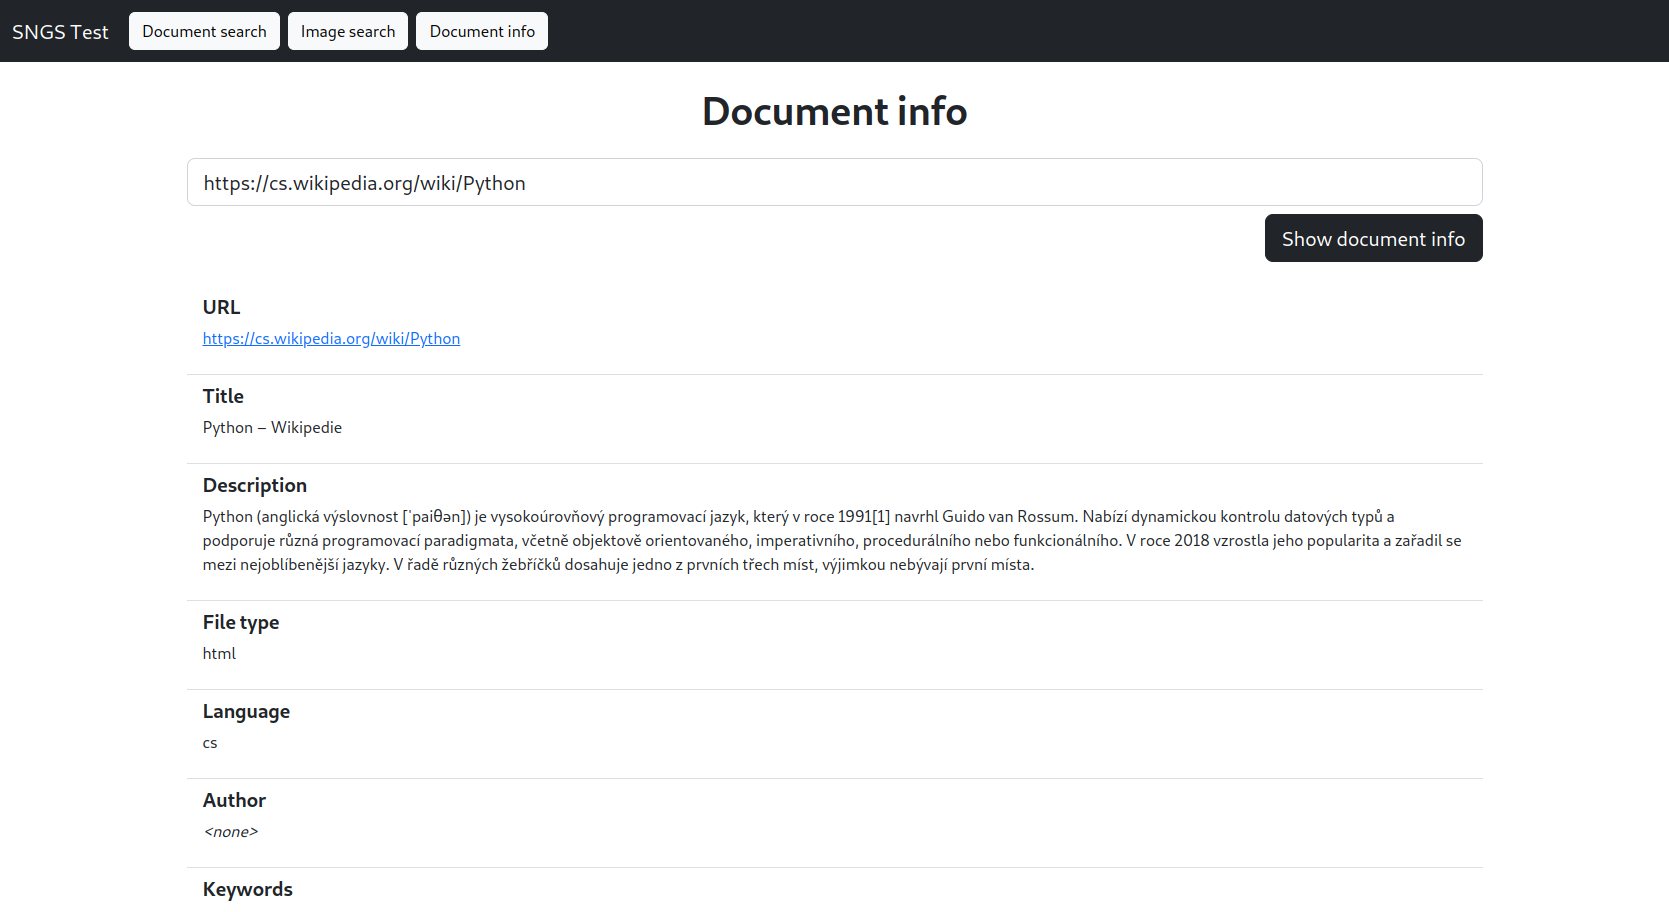 SNGS Test Document search Image search Document info
Document info
https://cs.wikipedia.org/wiki/Python
Show document info
URL
https://cs.wikipedia.org/wiki/Python
Title
Python – Wikipedie
Description
Python (anglická výslovnost [ˈpaiθən]) je vysokoúrovňový programovací jazyk, který v roce 1991[1] navrhl Guido van Rossum. Nabízí dynamickou kontrolu datových typů a
podporuje různá programovací paradigmata, včetně objektově orientovaného, imperativního, procedurálního nebo funkcionálního. V roce 2018 vzrostla jeho popularita a zařadil se
mezi nejoblíbenější jazyky. V řadě různých žebříčků dosahuje jedno z prvních třech míst, výjimkou nebývají první místa.
File type
html
Language
cs
Author
<none>
Keywords